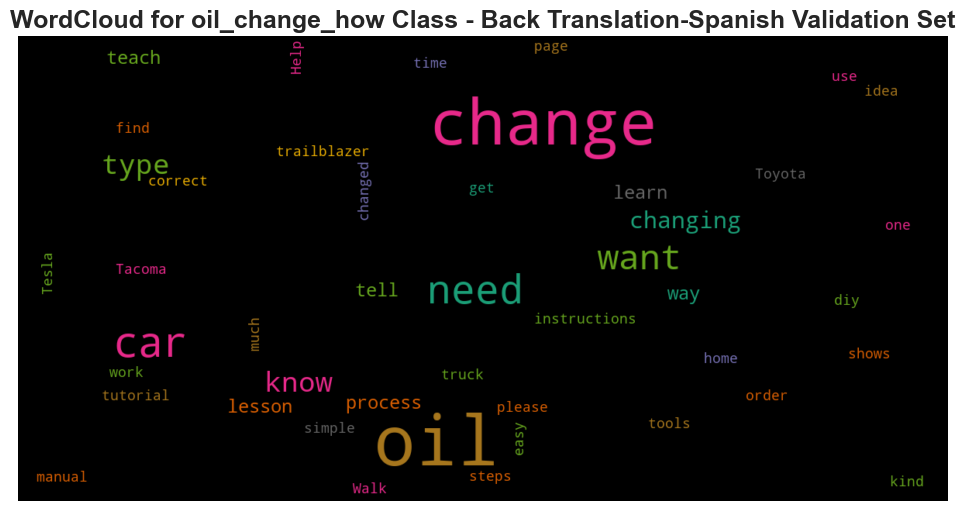 WordCloud for oil_change_how Class - Back Translation-Spanish Validation Set
page
teach
Help
time
use
idea
change
find
trailblazer
type
correct
changed
Toyota
get
learn
changing
one
want
Tesla
Tacoma
need
tell
way
diy
instructions
much
car
home
shows
work
know
truck
tutorial
lesson
process
please
order
simple
oil
easy
tools
manual
steps
Walk
kind